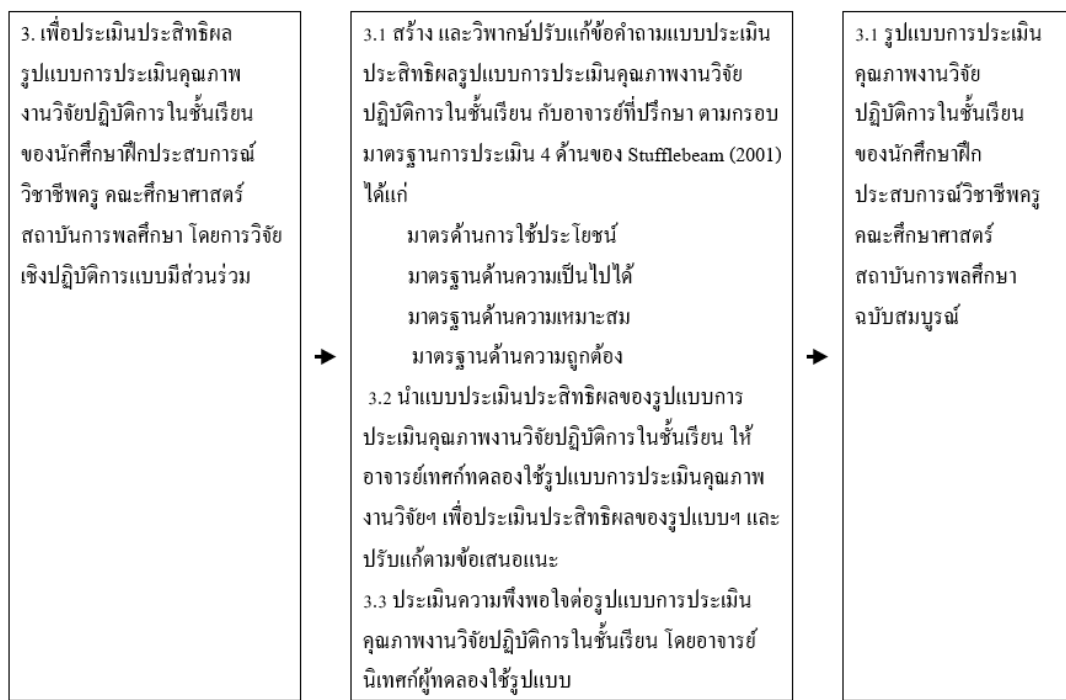 3. เพื่อประเมินประสิทธิผล
รูปแบบการประเมินคุณภาพ
งานวิจัยปฏิบัติการในชั้นเรียน
ของนักศึกษาฝึกประสบการณ์
วิชาชีพครู คณะศึกษาศาสตร์
สถาบันการพลศึกษา โดยการวิจัย
เชิงปฏิบัติการแบบมีส่วนร่วม
3.1 สร้าง และวิพากษ์ปรับแก้ข้อคำถามแบบประเมิน
ประสิทธิผลรูปแบบการประเมินคุณภาพงานวิจัย
ปฏิบัติการในชั้นเรียน กับอาจารย์ที่ปรึกษา ตามกรอบ
มาตรฐานการประเมิน 4 ด้านของ Stufflebeam (2001)
ได้แก่
มาตรด้านการใช้ประโยชน์
มาตรฐานด้านความเป็นไปได้
มาตรฐานด้านความเหมาะสม
มาตรฐานด้านความถูกต้อง
3.2 นำแบบประเมินประสิทธิผลของรูปแบบการ
ประเมินคุณภาพงานวิจัยปฏิบัติการในชั้นเรียน ให้
อาจารย์เทศก์ทดลองใช้รูปแบบการประเมินคุณภาพ
งานวิจัยฯ เพื่อประเมินประสิทธิผลของรูปแบบฯ และ
ปรับแก้ตามข้อเสนอแนะ
3.3 ประเมินความพึงพอใจต่อรูปแบบการประเมิน
คุณภาพงานวิจัยปฏิบัติการในชั้นเรียน โดยอาจารย์
นิเทศก์ผู้ทดลองใช้รูปแบบ
3.1 รูปแบบการประเมิน
คุณภาพงานวิจัย
ปฏิบัติการในชั้นเรียน
ของนักศึกษาฝึก
ประสบการณ์วิชาชีพครู
คณะศึกษาศาสตร์
สถาบันการพลศึกษา
ฉบับสมบูรณ์